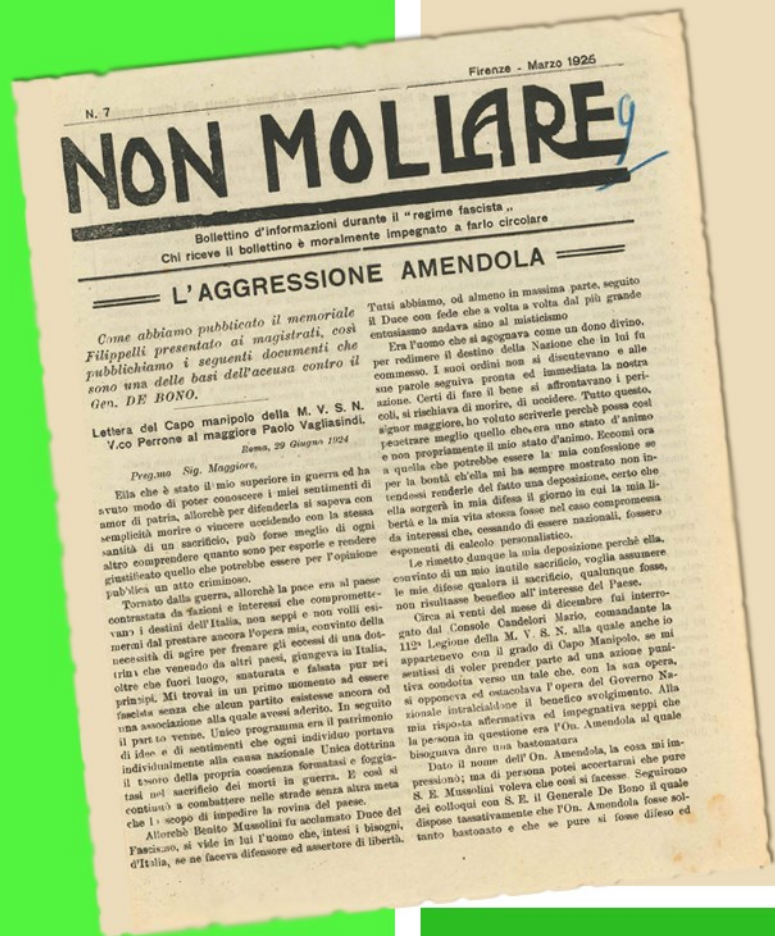 N. 7
Firenze - Marzo 1925
NON MOLLARE
9
Bollettino d'informazioni durante il "regime fascista „
Chi riceve il bollettino è moralmente impegnato a farlo circolare
L'AGGRESSIONE AMENDOLA
Come abbiamo pubbticato il memoriale
Filippelli presentato ai magistrati, così
pubblichiamo i seguenti documenti che
sono una delle basi dell'accusa contro il
Gen. DE BONO.
Lettera del Capo manipolo della M. V. S. N.
V.co Perrone al maggiore Paolo Vagliasindi.
Roma, 29 Giugno 1924
Preg.mo Sig. Maggiore,
Ella che è stato il mio superiore in guerra ed ha
avuto modo di poter conoscere i miei sentimenti di
amor di patria, allorchè per difenderla si sapeva con
semplicità morire o vincere uccidendo con la stessa
santità di un sacrificio, può forse meglio di ogni
altro comprendere quanto sono per esporle e rendere
giustificato quello che potrebbe essere per l'opinione
pubblica un atto criminoso.
Tornato dalla guerra, allorchè la pace era al paese
contrastata da fazioni e interessi che compromette-
vano i destini dell'Italia, non seppi e non volli esi-
mermi dal prestare ancora l'opera mia, convinto della
necessità di agire per frenare gli eccessi di una dot-
trina che venendo da altri paesi, giungeva in Italia,
oltre che fuori luogo, snaturata e falsata pur nei
principi. Mi trovai in un primo momento ad essere
fascista senza che alcun partito esistesse ancora od
una associazione alla quale avessi aderito. In seguito
il partito venne. Unico programma era il patrimonio
di idee e di sentimenti che ogni individuo portava
individualmente alla causa nazionale Unica dottrina
il tesoro della propria coscienza formatasi e foggia-
tasi nel sacrificio dei morti in guerra. E così si
continuò a combattere nelle strade senza altra meta
che lo scopo di impedire la rovina del paese.
Allorchè Benito Mussolini fu acclamato Duce del
Fascismo, si vide in lui l'uomo che, intesi i bisogni,
d'Italia, se ne faceva difensore ed assertore di libertà.
Tutti abbiamo, od almeno in massima parte, seguito
il Duce con fede che a volta a volta dal più grande
entusiasmo andava sino al misticismo
Era l'uomo che si agognava come un dono divino,
per redimere il destino della Nazione che in lui fu
commesso. I suoi ordini non si discutevano e alle
sue parole seguiva pronta ed immediata la nostra
azione. Certi di fare il bene si affrontavano i peri-
coli, si rischiava di morire, di uccidere. Tutto questo,
signor maggiore, ho voluto scriverle perchè possa così
penetrare meglio quello che era uno stato d'animo
e non propriamente il mio stato d'animo. Eccomi ora
a quella che potrebbe essere la mia confessione se
per la bontà ch'ella mi ha sempre mostrato non in-
tendessi renderle del fatto una deposizione, certo che
ella sorgerà in mia difesa il giorno in cui la mia li-
bertà e la mia vita stessa fosse nel caso compromessa
da interessi che, cessando di essere nazionali, fossero
esponenti di calcolo personalistico.
Le rimetto dunque la mia deposizione perchè ella,
convinto di un mio inutile sacrificio, voglia assumere
le mie difese qualora il sacrificio, qualunque fosse,
non risultasse benefico all'interesse del Paese.
Circa ai venti del mese di dicembre fui interro-
gato dal Console Candelori Mario, comandante la
112ª Legione della M. V. S. N. alla quale anche io
appartenevo con il grado di Capo Manipolo, se mi
sentissi di voler prender parte ad una azione puni-
tiva condotta verso un tale che, con la sua opera,
si opponeva ed ostacolava l'opera del Governo Na-
zionale intralciandone il benefico svolgimento. Alla
mia risposta affermativa ed impegnativa seppi che
la persona in questione era l'On. Amendola al quale
bisognava dare una bastonatura
Dato il nome dell'On. Amendola, la cosa mi im-
pressionò; ma di persona potei accertarmi che pure
S. E. Mussolini voleva che così si facesse. Seguirono
dei colloqui con S. E. il Generale De Bono il quale
dispose tassativamente che l'On. Amendola fosse sol-
tanto bastonato e che se pure si fosse difeso ed